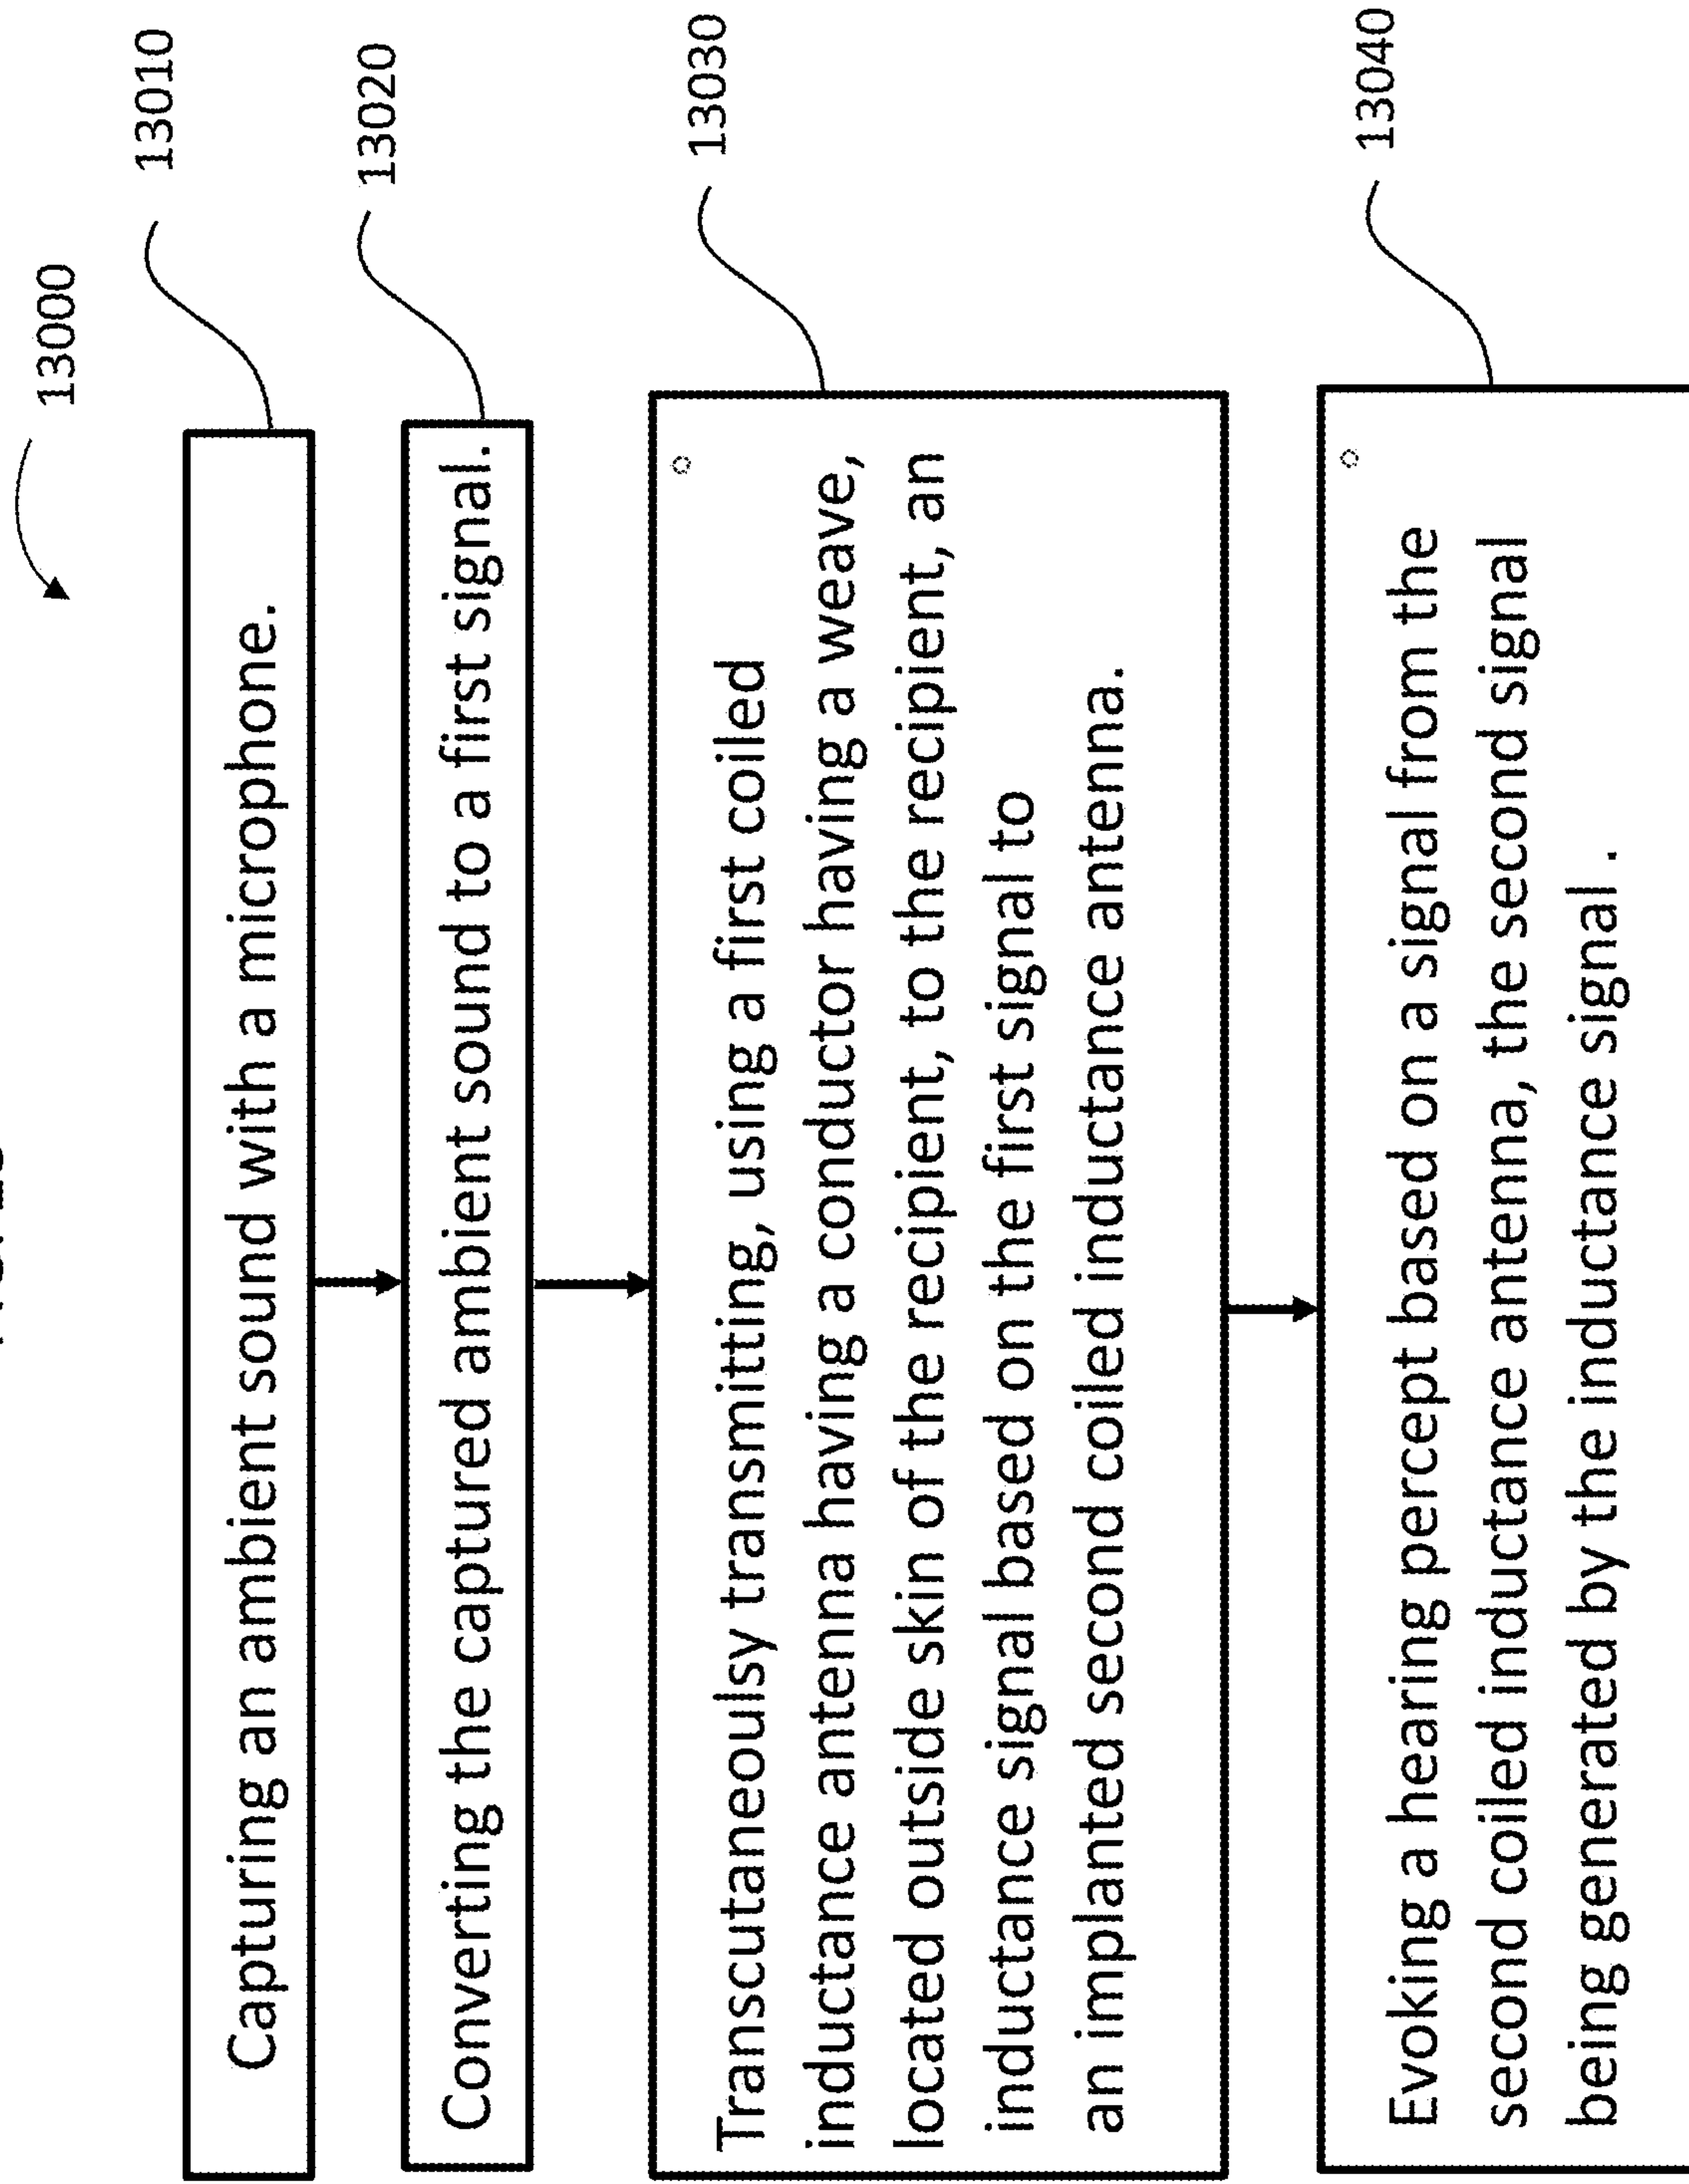 13000
Capturing an ambient sound with a microphone.
13010
Converting the captured ambient sound to a first signal.
13020
Transcutaneoulsy transmitting, using a first coiled
inductance antenna having a conductor having a weave,
located outside skin of the recipient, to the recipient, an
inductance signal based on the first signal to
an implanted second coiled inductance antenna.
13030
Evoking a hearing percept based on a signal from the
second coiled inductance antenna, the second signal
being generated by the inductance signal .
13040